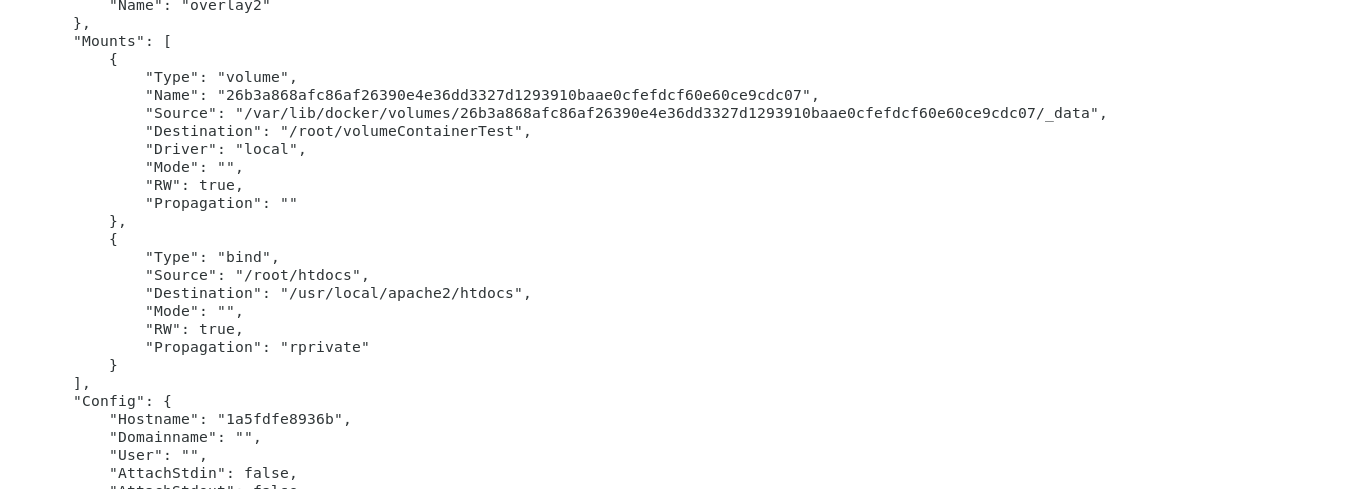 "Name": "overlay2"
},
"Mounts": [
{
"Type": "volume",
"Name": "26b3a868afc86af26390e4e36dd3327d1293910baae0cfefdcf60e60ce9cdc07",
"Source": "/var/lib/docker/volumes/26b3a868afc86af26390e4e36dd3327d1293910baae0cfefdcf60e60ce9cdc07/_data",
"Destination": "/root/volumeContainerTest",
"Driver": "local",
"Mode": "",
"RW": true,
"Propagation": ""
},
{
"Type": "bind",
"Source": "/root/htdocs",
"Destination": "/usr/local/apache2/htdocs",
"Mode": "",
"RW": true,
"Propagation": "rprivate"
}
],
"Config": {
"Hostname": "1a5fdfe8936b",
"Domainname": "",
"User": "",
"AttachStdin": false,
"AttachStdout": false,